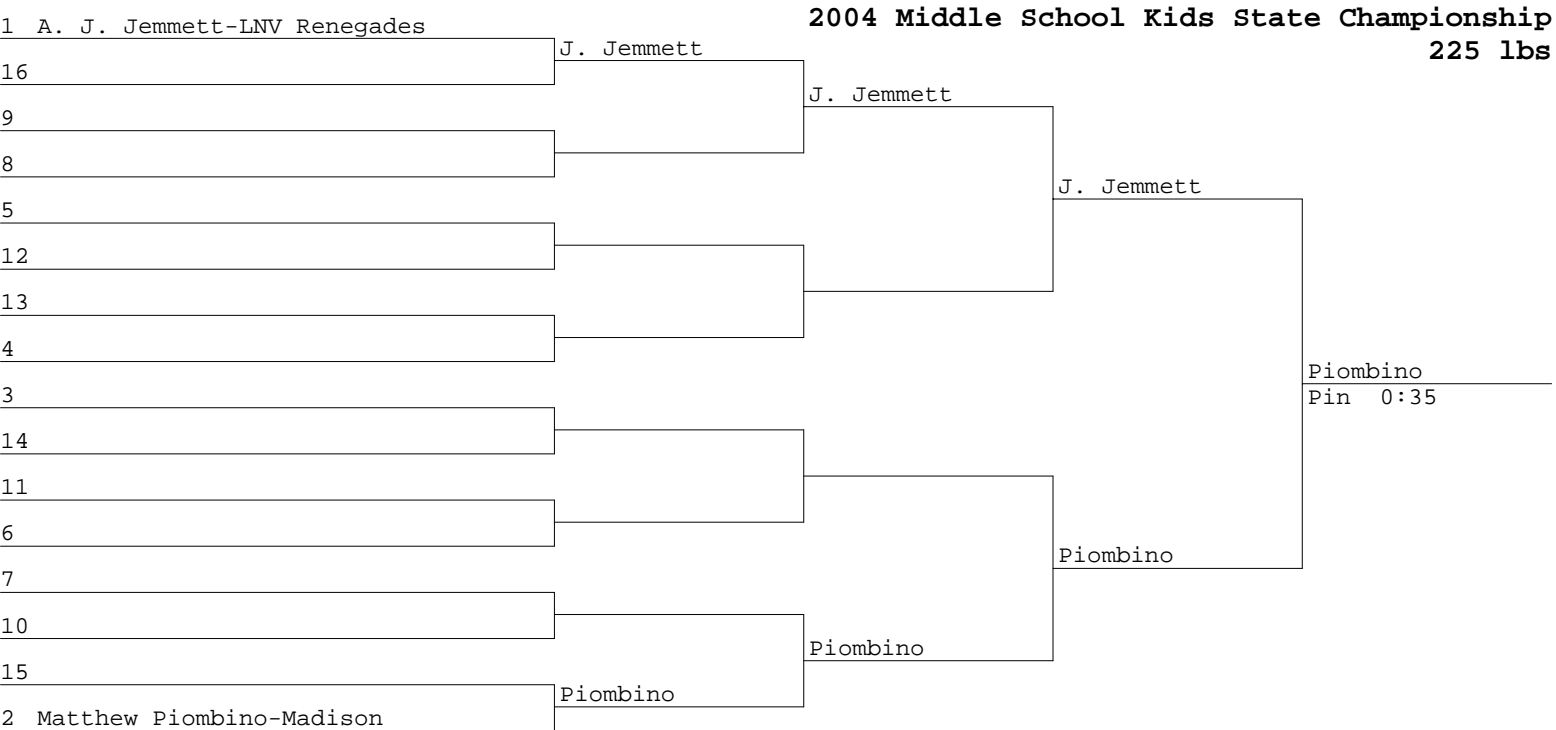 2004 Middle School Kids State Championship
225 lbs
1 A. J. Jemmett-LNV Renegades
J. Jemmett
16
J. Jemmett
9
8
J. Jemmett
5
12
13
4
Piombino
Pin 0:35
3
14
11
6
Piombino
7
10
Piombino
15
Piombino
2 Matthew Piombino-Madison